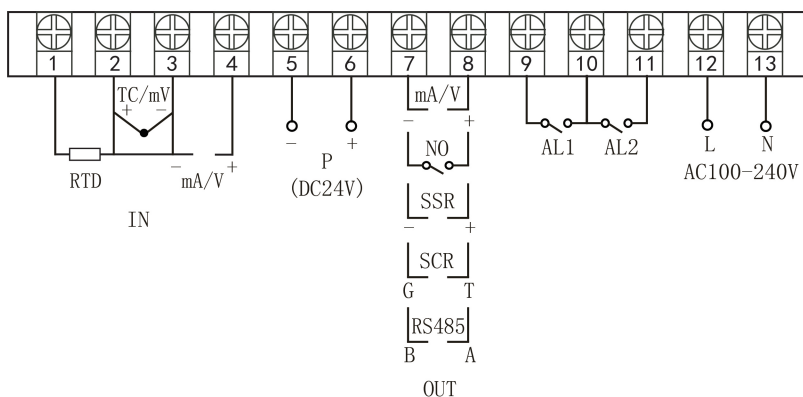 1 2 3 4 5 6 7 8 9 10 11 12 13
TC/mV
+ -
RTD
- mA/V +
IN
- +
P
(DC24V)
mA/V
- +
NO
SSR
- +
SCR
G T
RS485
B A
OUT
AL1 AL2
L N
AC100-240V